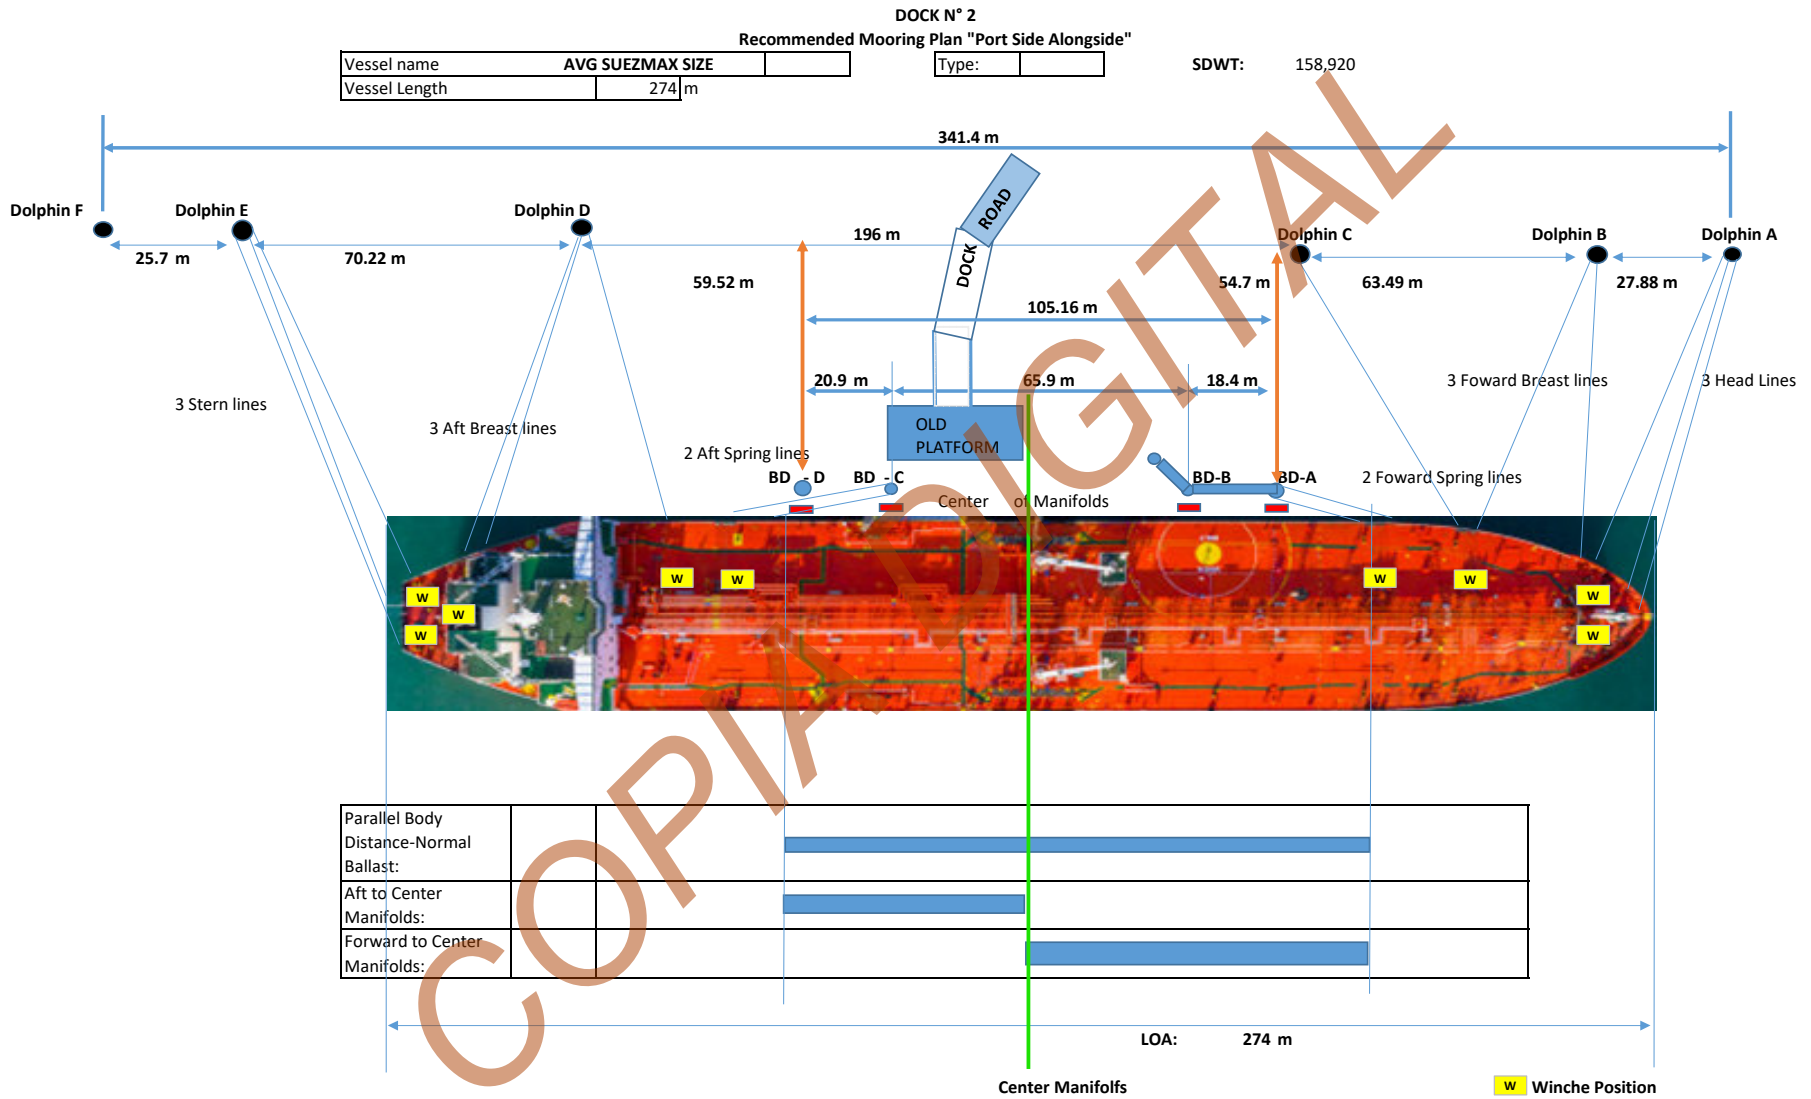 DOCK N° 2
Recommended Mooring Plan "Port Side Alongside"
Vessel name AVG SUEZMAX SIZE Type: SDWT: 158,920
Vessel Length 274 m
341.4 m
Dolphin F Dolphin E Dolphin D Dolphin C Dolphin B Dolphin A
ROAD
DOCK
25.7 m 70.22 m 196 m 63.49 m 27.88 m
59.52 m 54.7 m
105.16 m
20.9 m 65.9 m 18.4 m
3 Stern lines 3 Aft Breast lines 2 Aft Spring lines 3 Foward Breast lines 3 Head Lines
OLD
PLATFORM
2 Foward Spring lines
BD - D BD - C BD-B BD-A
Center of Manifolds
W W W W
W W
W
W W
Parallel Body
Distance-Normal
Ballast:
Aft to Center
Manifolds:
Forward to Center
Manifolds:
LOA: 274 m
Center Manifolfs
W Winche Position
COPIA DIGITAL